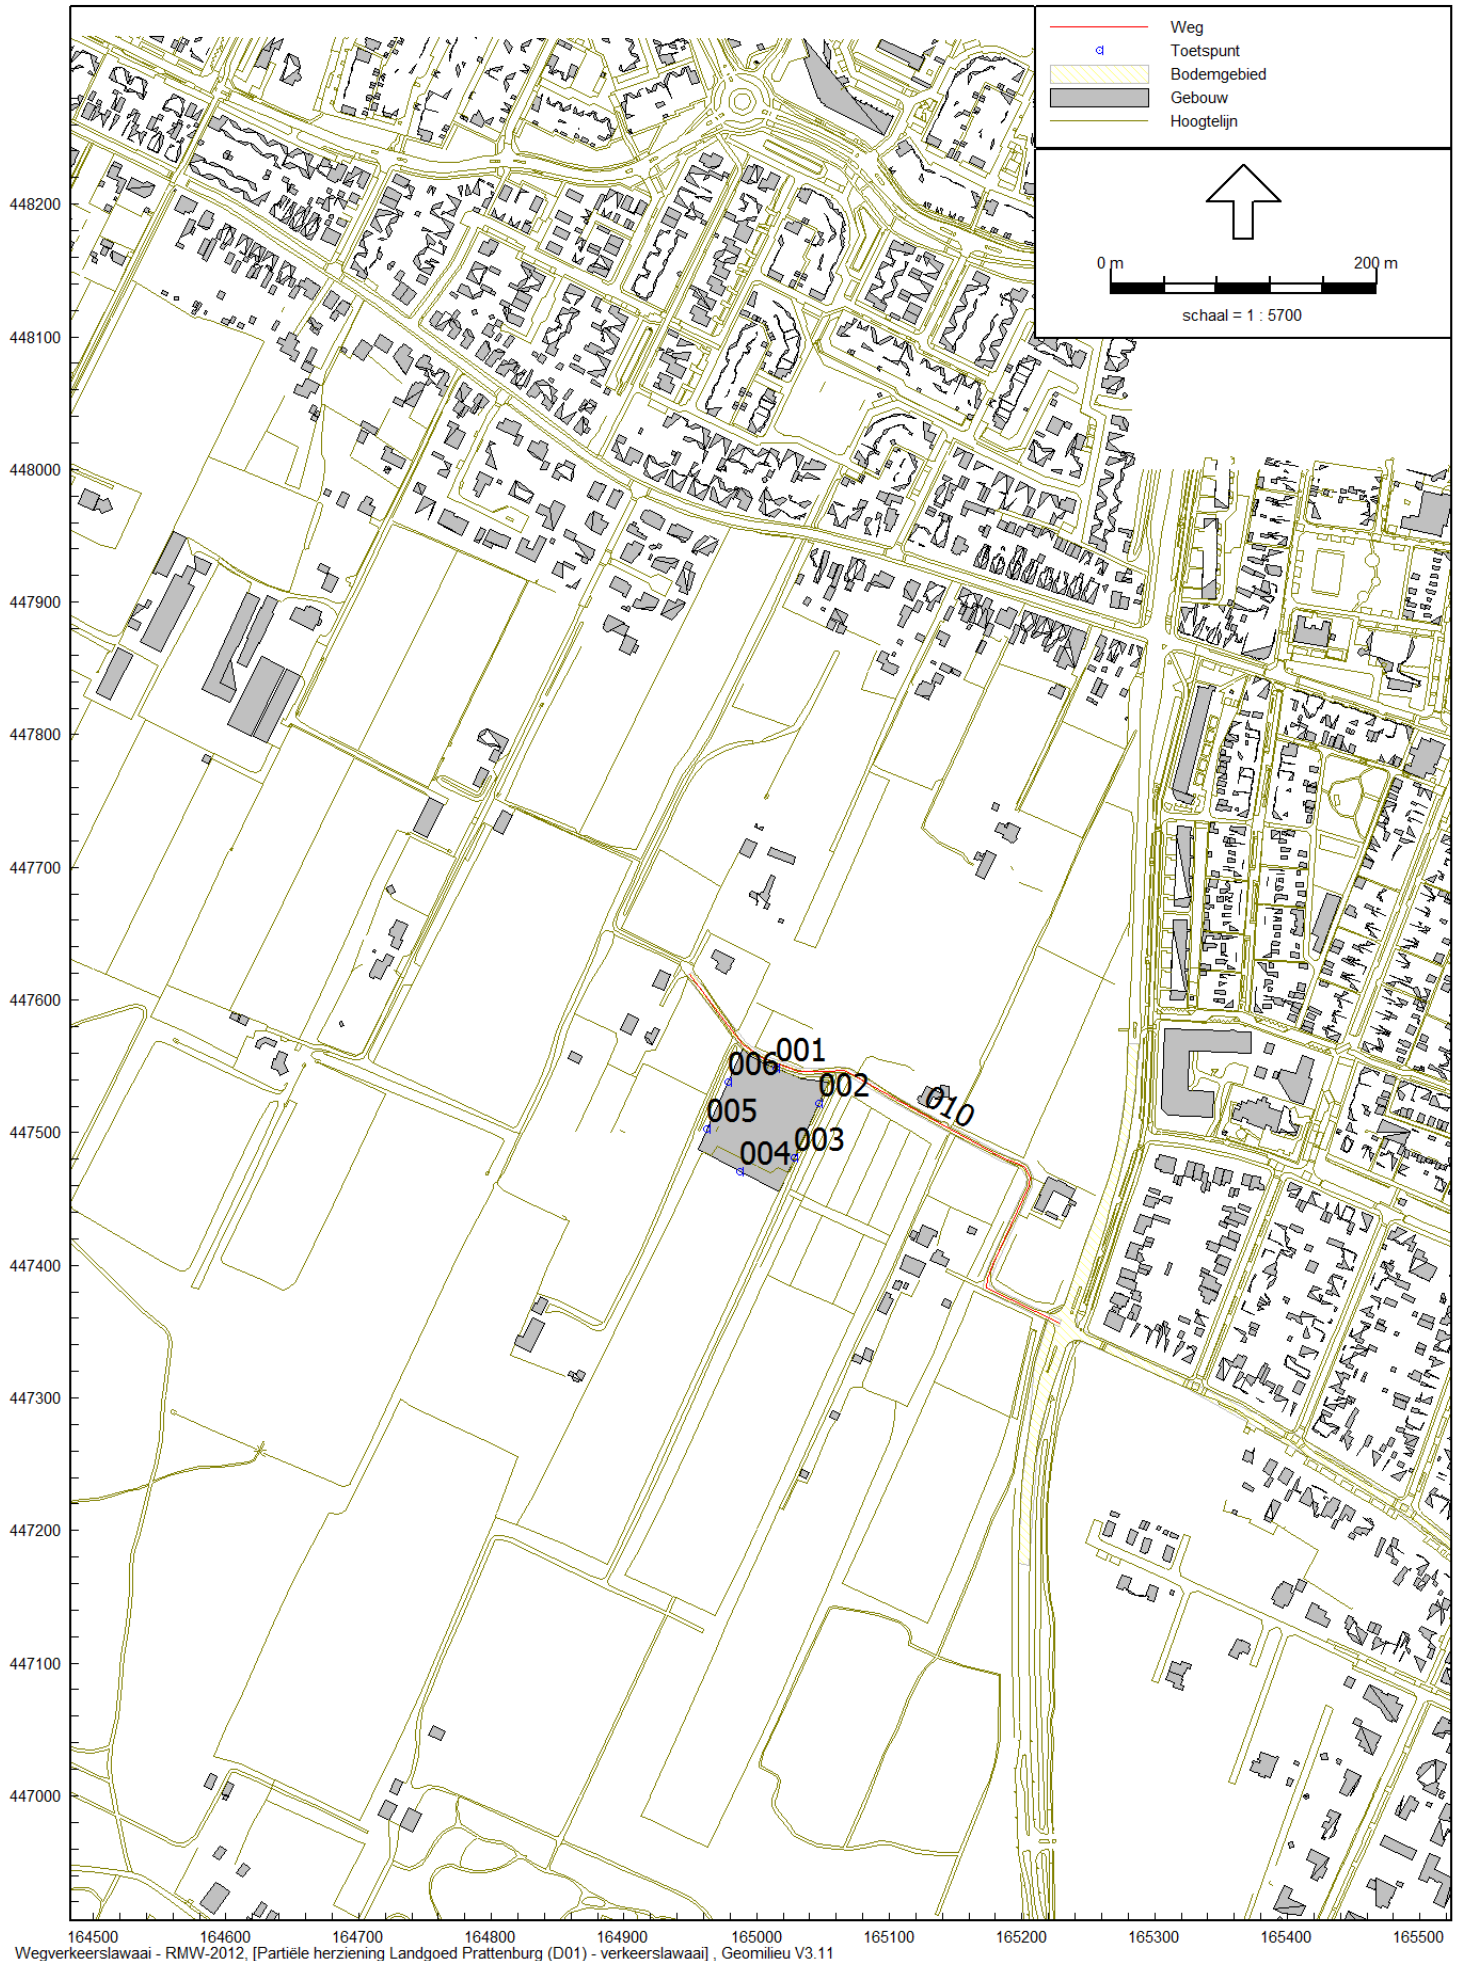 Weg
Toetspunt
Bodemgebied
Gebouw
Hoogtelijn
0 m 200 m
schaal = 1 : 5700
448200
448100
448000
447900
447800
447700
447600
447500
447400
447300
447200
447100
447000
001
006
002
010
005
003
004
164500 164600 164700 164800 164900 165000 165100 165200 165300 165400 165500
Wegverkeerslawaai - RMW-2012, [Partiële herziening Landgoed Prattenburg (D01) - verkeerslawaai] , Geomilieu V3.11